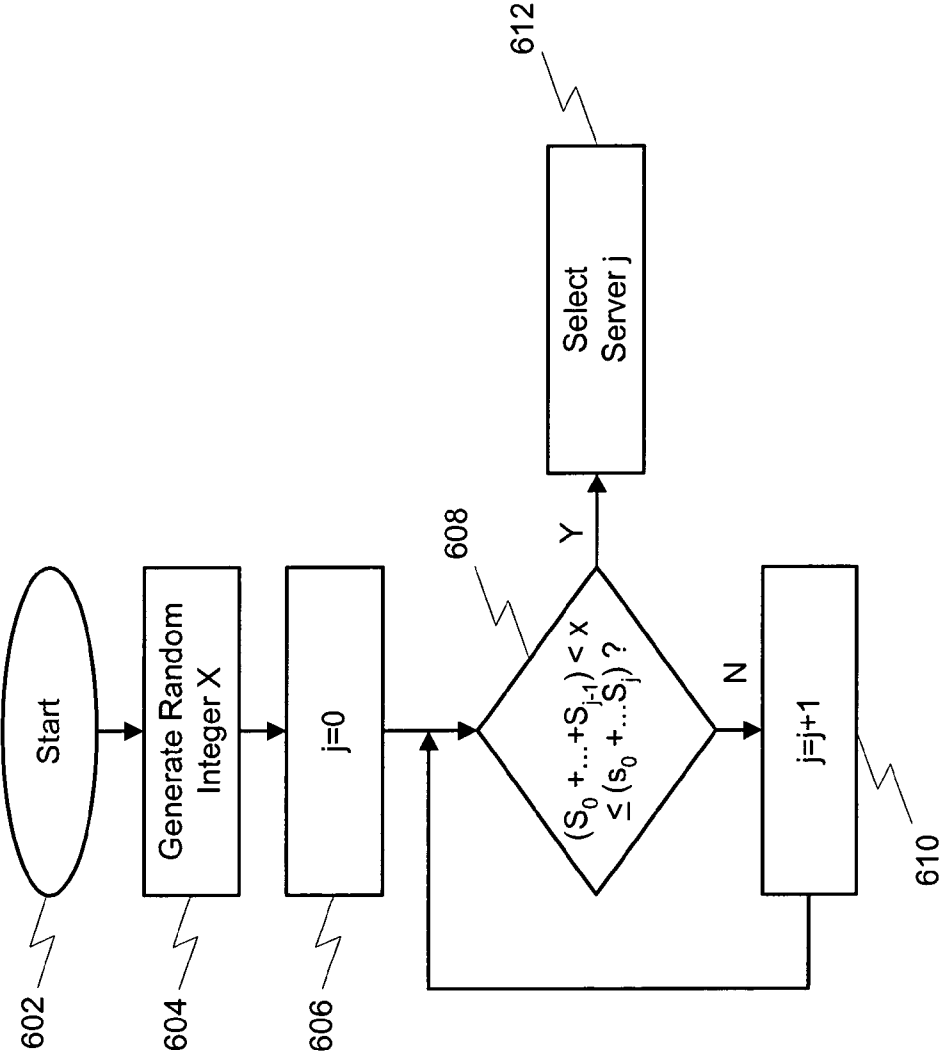 Start
602
Generate Random
Integer X
604
j=0
606
(S₀ +...+Sⱼ₋₁) < x
≤ (s₀ +...Sⱼ) ?
608
Y
N
j=j+1
610
Select
Server j
612